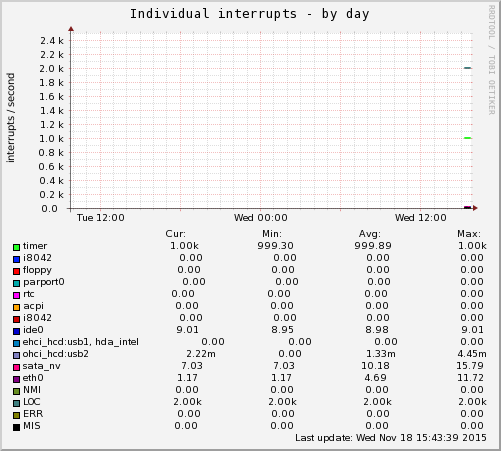 Individual interrupts - by day
RRDTOOL / TOBI OETIKER
interrupts / second
2.4 k
2.2 k
2.0 k
1.8 k
1.6 k
1.4 k
1.2 k
1.0 k
0.8 k
0.6 k
0.4 k
0.2 k
0.0
Tue 12:00 Wed 00:00 Wed 12:00
Cur: Min: Avg: Max:
timer 1.00k 999.30 999.89 1.00k
i8042 0.00 0.00 0.00 0.00
floppy 0.00 0.00 0.00 0.00
parport0 0.00 0.00 0.00 0.00
rtc 0.00 0.00 0.00 0.00
acpi 0.00 0.00 0.00 0.00
i8042 0.00 0.00 0.00 0.00
ide0 9.01 8.95 8.98 9.01
ehci_hcd:usb1, hda_intel 0.00 0.00 0.00 0.00
ohci_hcd:usb2 2.22m 0.00 1.33m 4.45m
sata_nv 7.03 7.03 10.18 15.79
eth0 1.17 1.17 4.69 11.72
NMI 0.00 0.00 0.00 0.00
LOC 2.00k 2.00k 2.00k 2.00k
ERR 0.00 0.00 0.00 0.00
MIS 0.00 0.00 0.00 0.00
Last update: Wed Nov 18 15:43:39 2015